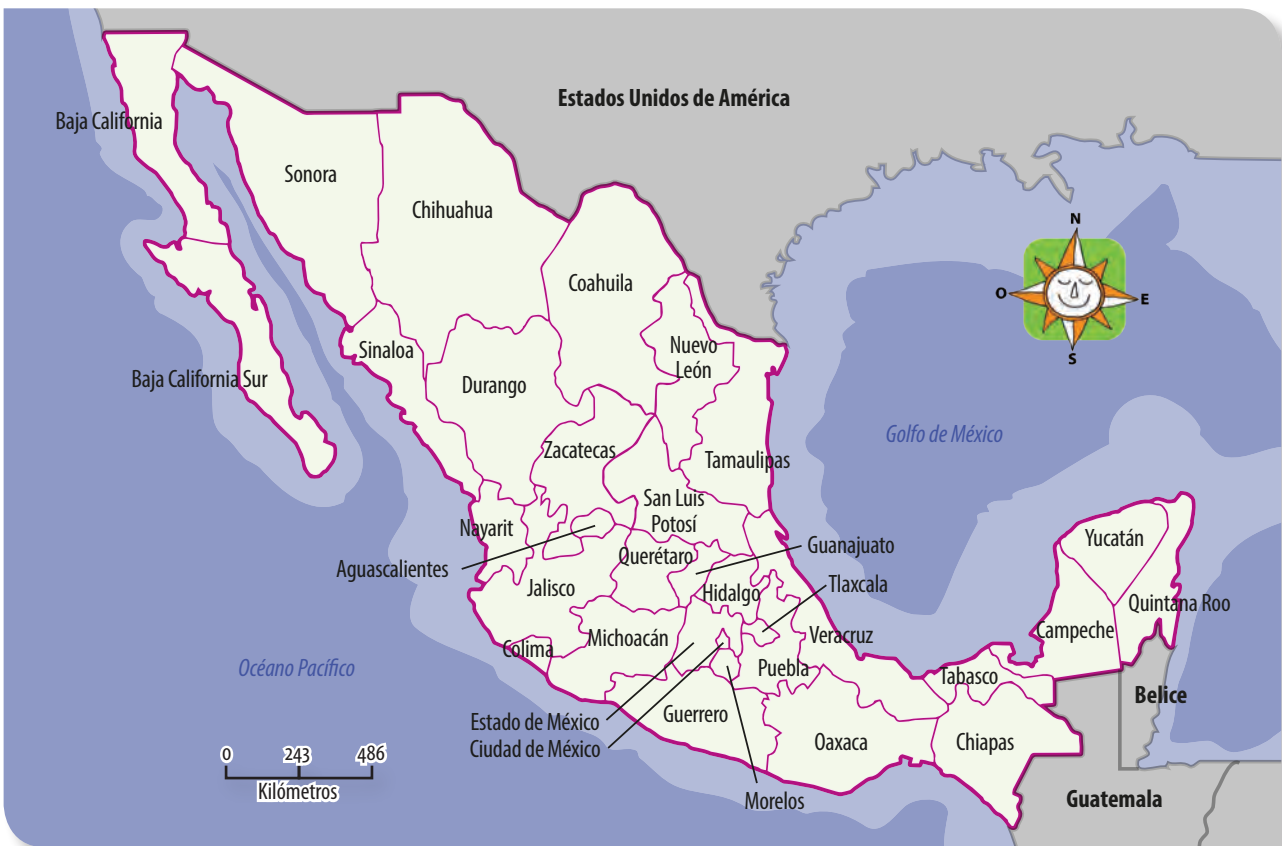 Estados Unidos de América
Baja California
Sonora
Chihuahua
Coahuila
N
O
E
S
Sinaloa
Nuevo
León
Durango
Baja California Sur
Golfo de México
Zacatecas
Tamaulipas
San Luis
Potosí
Nayarit
Yucatán
Guanajuato
Querétaro
Aguascalientes
Tlaxcala
Jalisco
Hidalgo
Quintana Roo
Campeche
Michoacán
Veracruz
Colima
Océano Pacífico
Puebla
Tabasco
Belice
Estado de México
Guerrero
Ciudad de México
Oaxaca
Chiapas
0 243 486
Kilómetros
Morelos
Guatemala